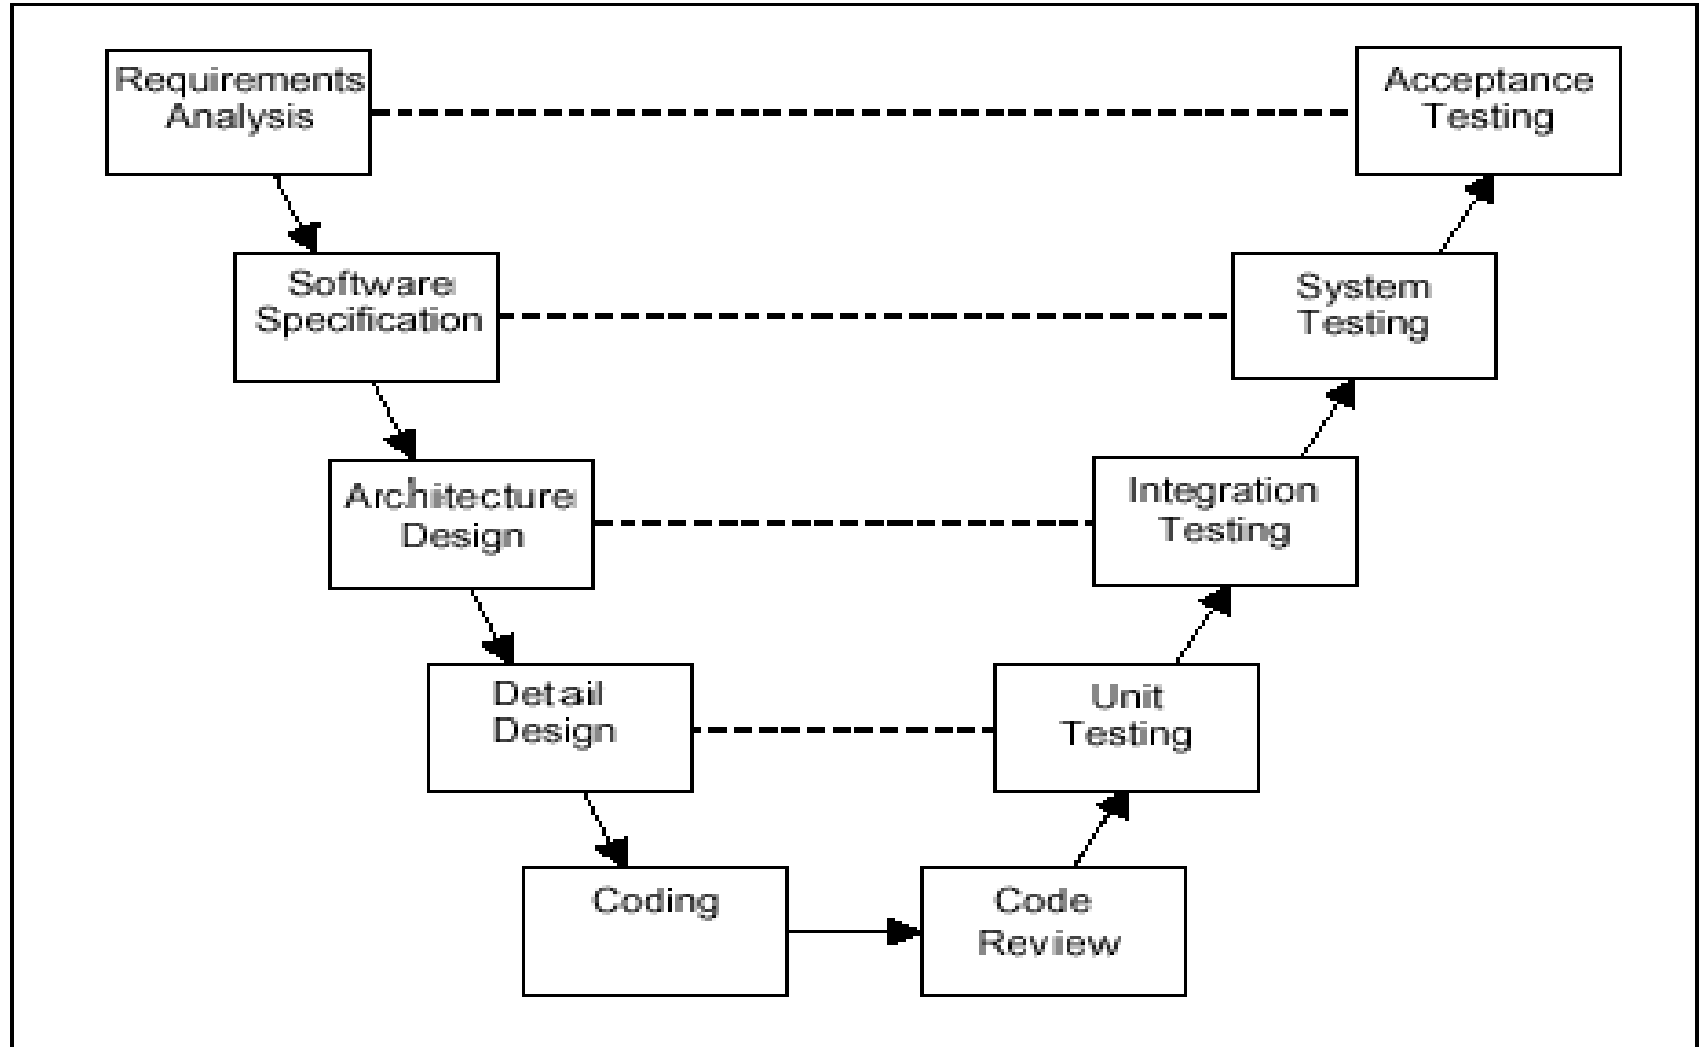 Requirements
Analysis
Acceptance
Testing
Software
Specification
System
Testing
Architecture
Design
Integration
Testing
Detail
Design
Unit
Testing
Coding
Code
Review